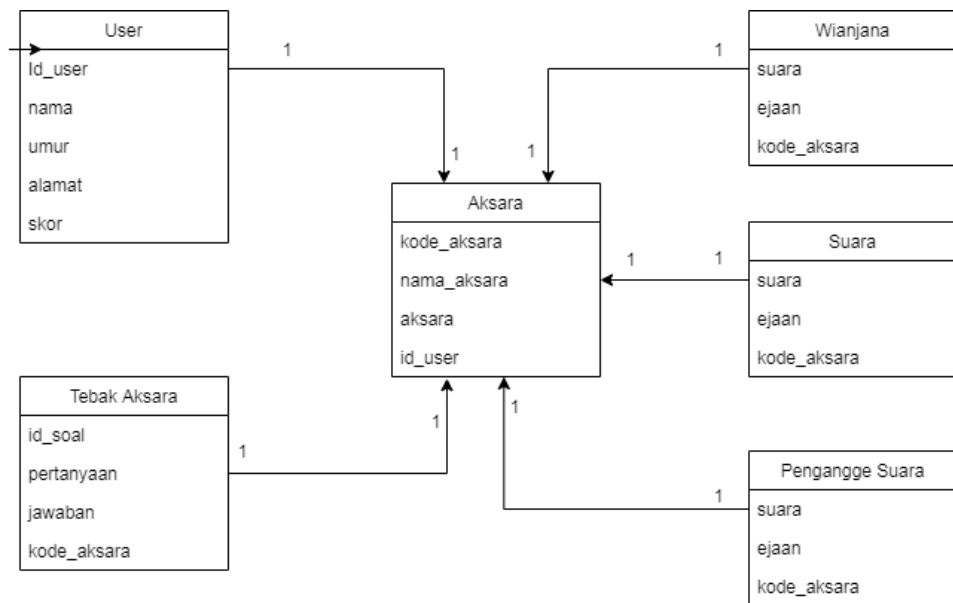 User
Id_user
nama
umur
alamat
skor
1
1
Wianjana
suara
ejaan
kode_aksara
1
1
Aksara
kode_aksara
nama_aksara
aksara
id_user
Suara
suara
ejaan
kode_aksara
1
1
Tebak Aksara
id_soal
pertanyaan
jawaban
kode_aksara
1
1
Pengangge Suara
suara
ejaan
kode_aksara
1
1